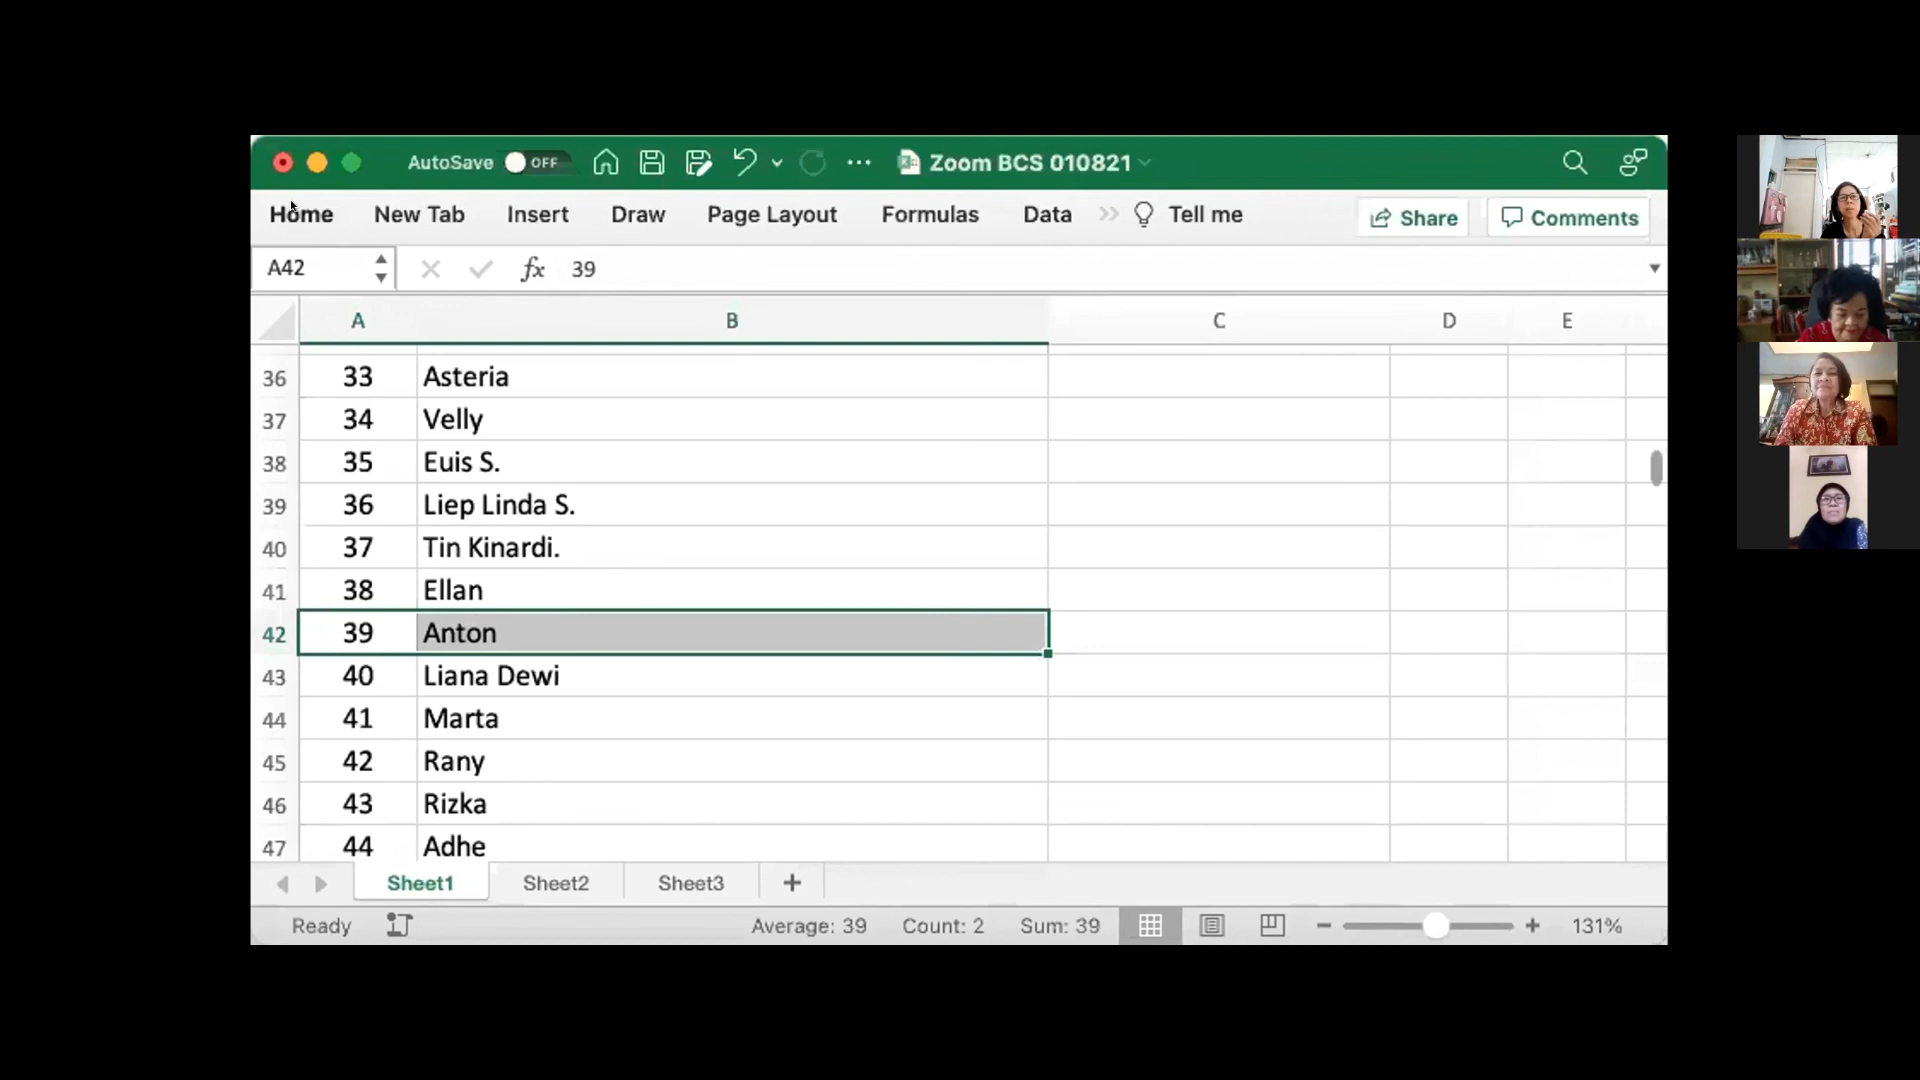 AutoSave OFF Zoom BCS 010821
Home New Tab Insert Draw Page Layout Formulas Data Tell me Share Comments
A42 fx 39
A B C D E
36 33 Asteria
37 34 Velly
38 35 Euis S.
39 36 Liep Linda S.
40 37 Tin Kinardi.
41 38 Ellan
42 39 Anton
43 40 Liana Dewi
44 41 Marta
45 42 Rany
46 43 Rizka
47 44 Adhe
Sheet1 Sheet2 Sheet3 +
Ready Average: 39 Count: 2 Sum: 39 131%